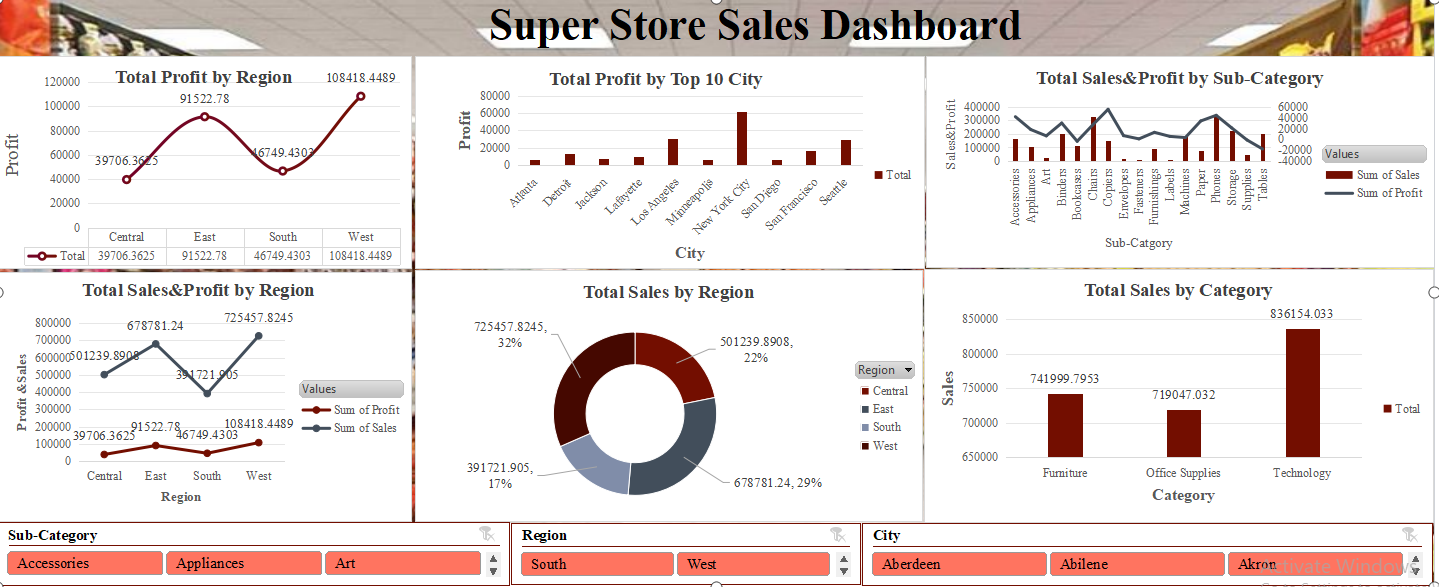 Super Store Sales Dashboard
Total Profit by Region
120000
100000
80000
60000
40000
20000
0
Profit
39706.3625
91522.78
46749.4303
108418.4489
Central East South West
Total 39706.3625 91522.78 46749.4303 108418.4489
Total Profit by Top 10 City
80000
60000
40000
20000
0
Profit
Atlanta
Detroit
Jackson
Lafayette
Los Angeles
Minneapolis
New York City
San Diego
San Francisco
Seattle
City
Total
Total Sales&Profit by Sub-Category
Sales&Profit
400000
300000
200000
100000
0
60000
40000
20000
0
-20000
-40000
Accessories
Appliances
Art
Binders
Bookcases
Chairs
Copiers
Envelopes
Fasteners
Furnishings
Labels
Machines
Paper
Phones
Storage
Supplies
Tables
Sub-Catgory
Values
Sum of Sales
Sum of Profit
Total Sales&Profit by Region
Profit &Sales
800000
700000
600000
500000
400000
300000
200000
100000
0
501239.8908
678781.24
391721.905
725457.8245
39706.3625
91522.78
46749.4303
108418.4489
Central East South West
Region
Values
Sum of Profit
Sum of Sales
Total Sales by Region
725457.8245,
32%
501239.8908,
22%
391721.905,
17%
678781.24, 29%
Region
Central
East
South
West
Total Sales by Category
Sales
850000
800000
750000
700000
650000
741999.7953
719047.032
836154.033
Furniture Office Supplies Technology
Category
Total
Sub-Category
Accessories Appliances Art
Region
South West
City
Aberdeen Abilene Akron
Activate Windows